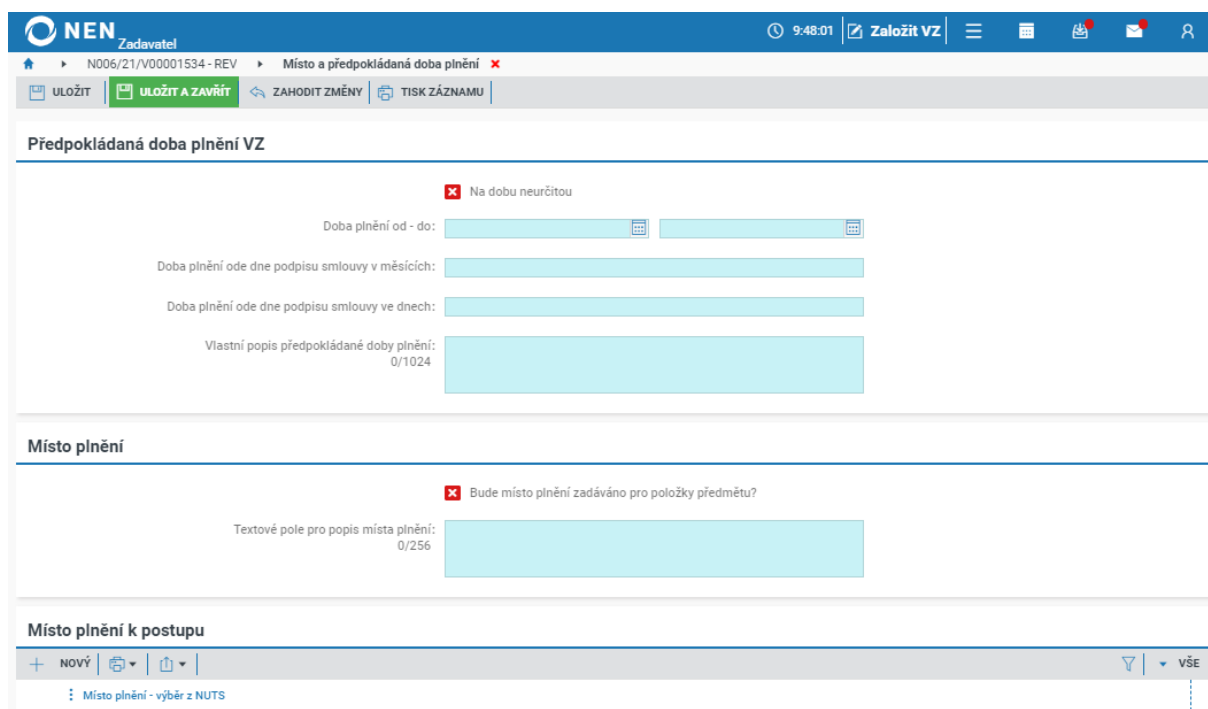 NEN Zadavatel 9:48:01 Založit VZ
N006/21/V00001534 - REV Místo a předpokládaná doba plnění
ULOŽIT ULOŽIT A ZAVŘÍT ZAHODIT ZMĚNY TISK ZÁZNAMU
Předpokládaná doba plnění VZ
Na dobu neurčitou
Doba plnění od - do:
Doba plnění ode dne podpisu smlouvy v měsících:
Doba plnění ode dne podpisu smlouvy ve dnech:
Vlastní popis předpokládané doby plnění:
0/1024
Místo plnění
Bude místo plnění zadáváno pro položky předmětu?
Textové pole pro popis místa plnění:
0/256
Místo plnění k postupu
NOVÝ VŠE
Místo plnění - výběr z NUTS